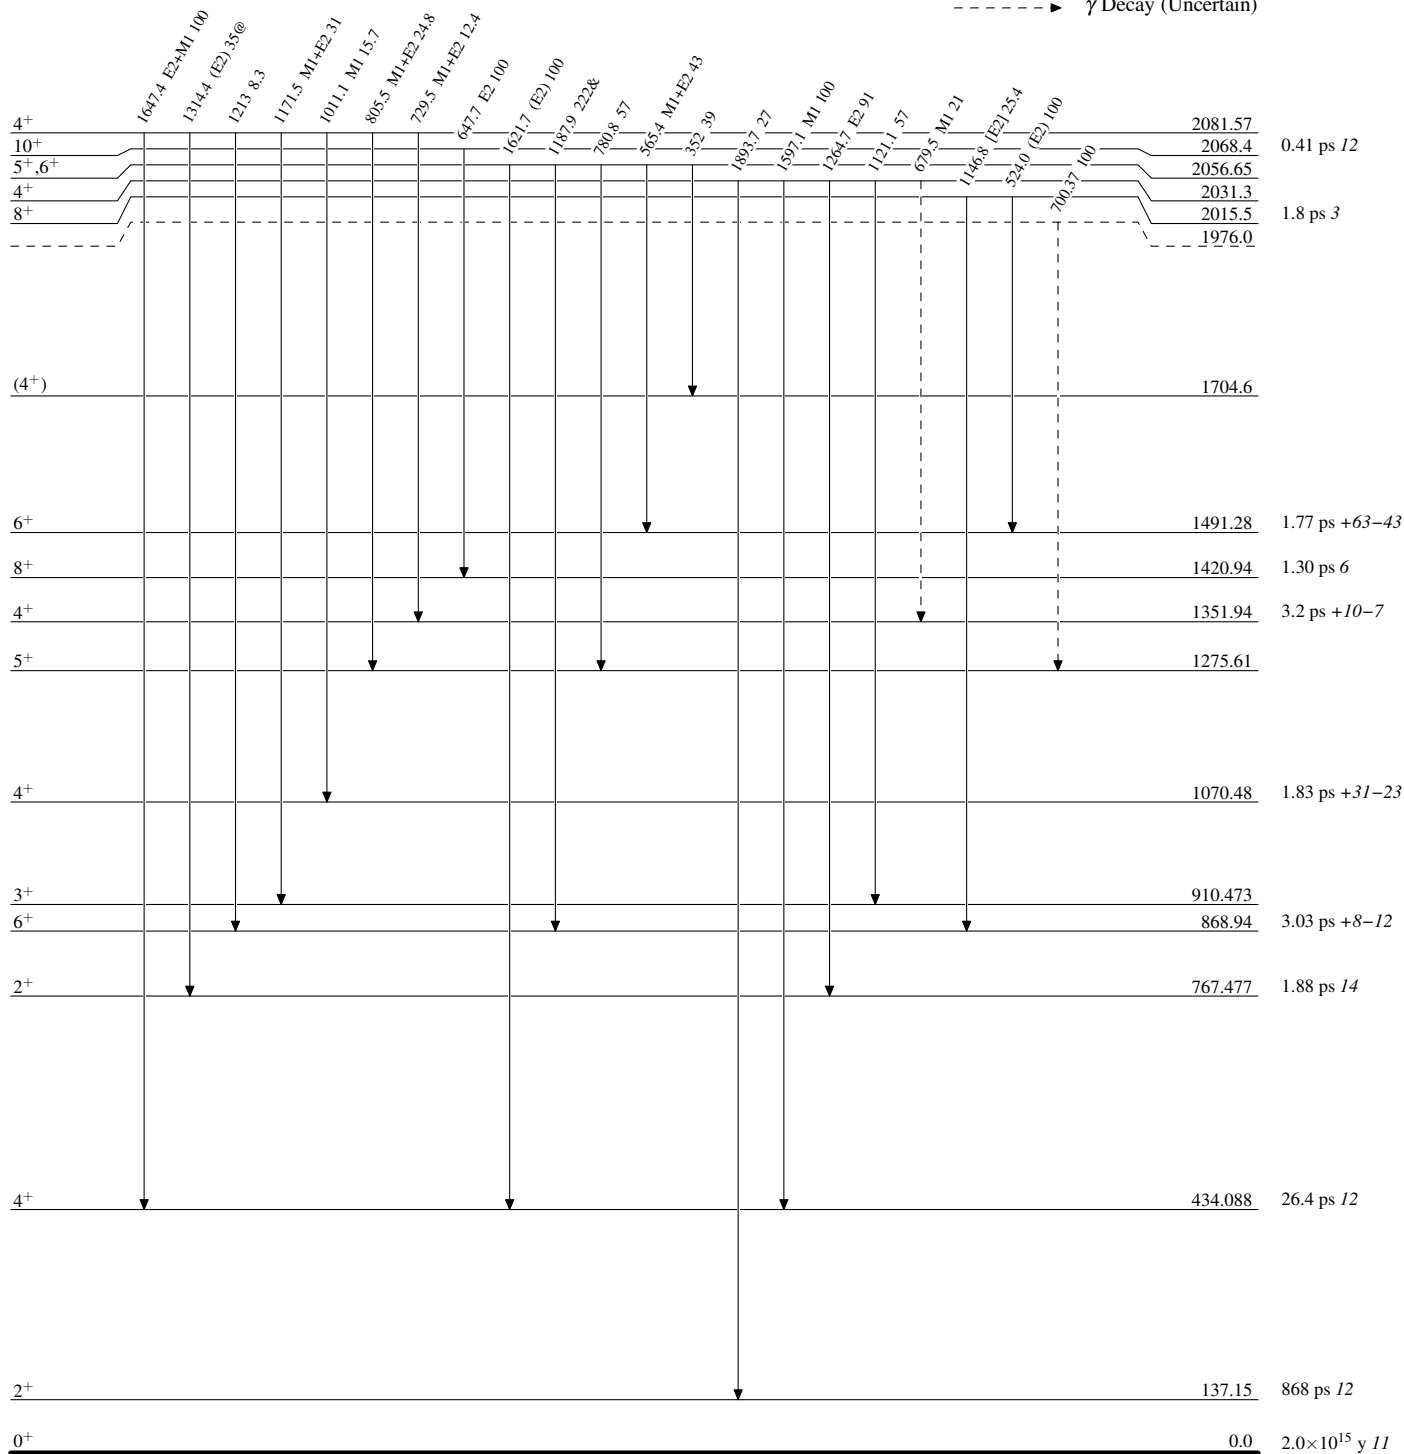 γ Decay (Uncertain)
1647.4 E2+M1 100
1314.4 (E2) 35@
1213 8.3
1171.5 M1+E2 31
1011.1 M1 15.7
805.5 M1+E2 24.8
729.5 M1+E2 12.4
647.7 E2 100
1621.7 (E2) 100
1187.9 222&
780.8 57
565.4 M1+E2 43
352 39
1893.7 27
1597.1 M1 100
1264.7 E2 91
1121.1 57
679.5 M1 21
1146.8 [E2] 25.4
524.0 (E2) 100
700.37 100
4⁺ 2081.57
10⁺ 2068.4 0.41 ps 12
5⁺,6⁺ 2056.65
4⁺ 2031.3
8⁺ 2015.5 1.8 ps 3
1976.0
(4⁺) 1704.6
6⁺ 1491.28 1.77 ps +63−43
8⁺ 1420.94 1.30 ps 6
4⁺ 1351.94 3.2 ps +10−7
5⁺ 1275.61
4⁺ 1070.48 1.83 ps +31−23
3⁺ 910.473
6⁺ 868.94 3.03 ps +8−12
2⁺ 767.477 1.88 ps 14
4⁺ 434.088 26.4 ps 12
2⁺ 137.15 868 ps 12
0⁺ 0.0 2.0×10¹⁵ y 11